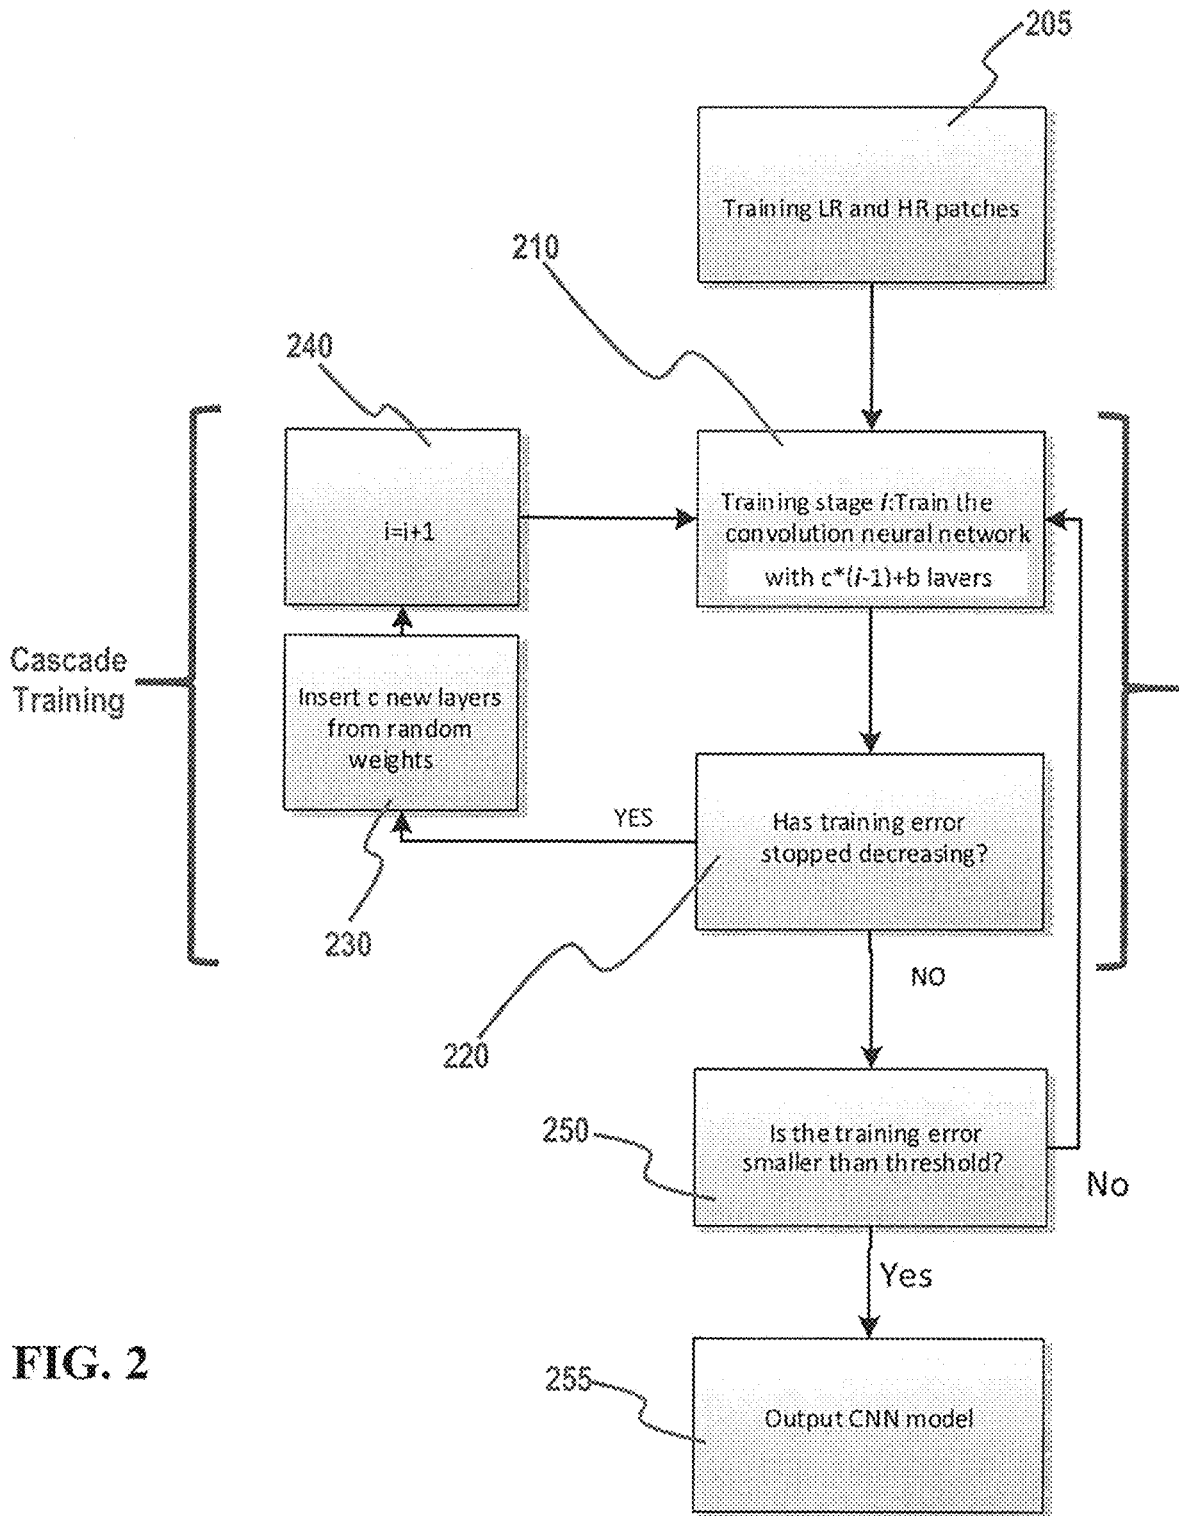 205
Training LR and HR patches
210
240
i=i+1
Training stage i:Train the
convolution neural network
with c*(i-1)+b layers
Cascade
Training
Insert c new layers
from random
weights
YES
Has training error
stopped decreasing?
230
NO
220
250
Is the training error
smaller than threshold?
No
Yes
FIG. 2
255
Output CNN model